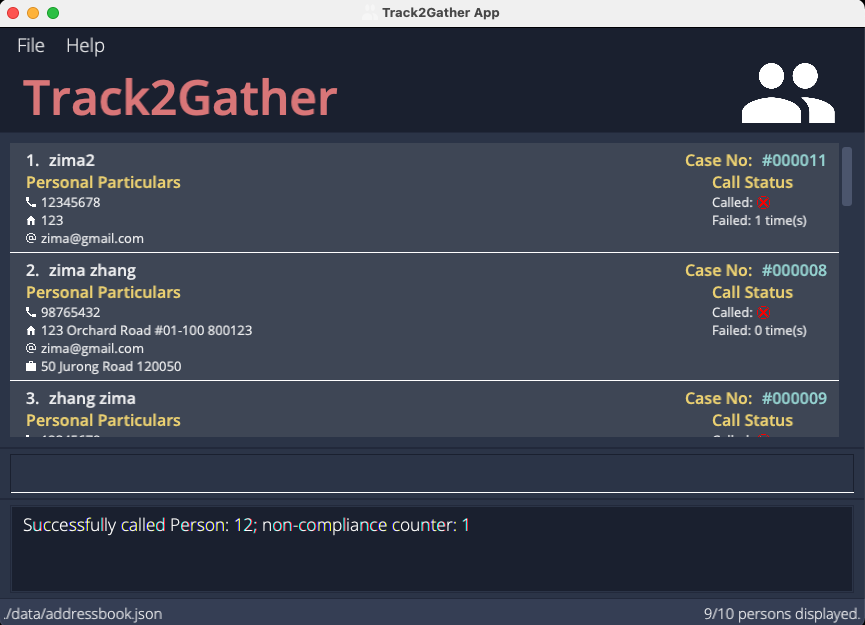 Track2Gather App
File Help
Track2Gather
1. zima2
Case No: #000011
Personal Particulars
Call Status
12345678
Called:
123
Failed: 1 time(s)
@ zima@gmail.com
2. zima zhang
Case No: #000008
Personal Particulars
Call Status
98765432
Called:
123 Orchard Road #01-100 800123
Failed: 0 time(s)
@ zima@gmail.com
50 Jurong Road 120050
3. zhang zima
Case No: #000009
Personal Particulars
Call Status
Successfully called Person: 12; non-compliance counter: 1
./data/addressbook.json
9/10 persons displayed.